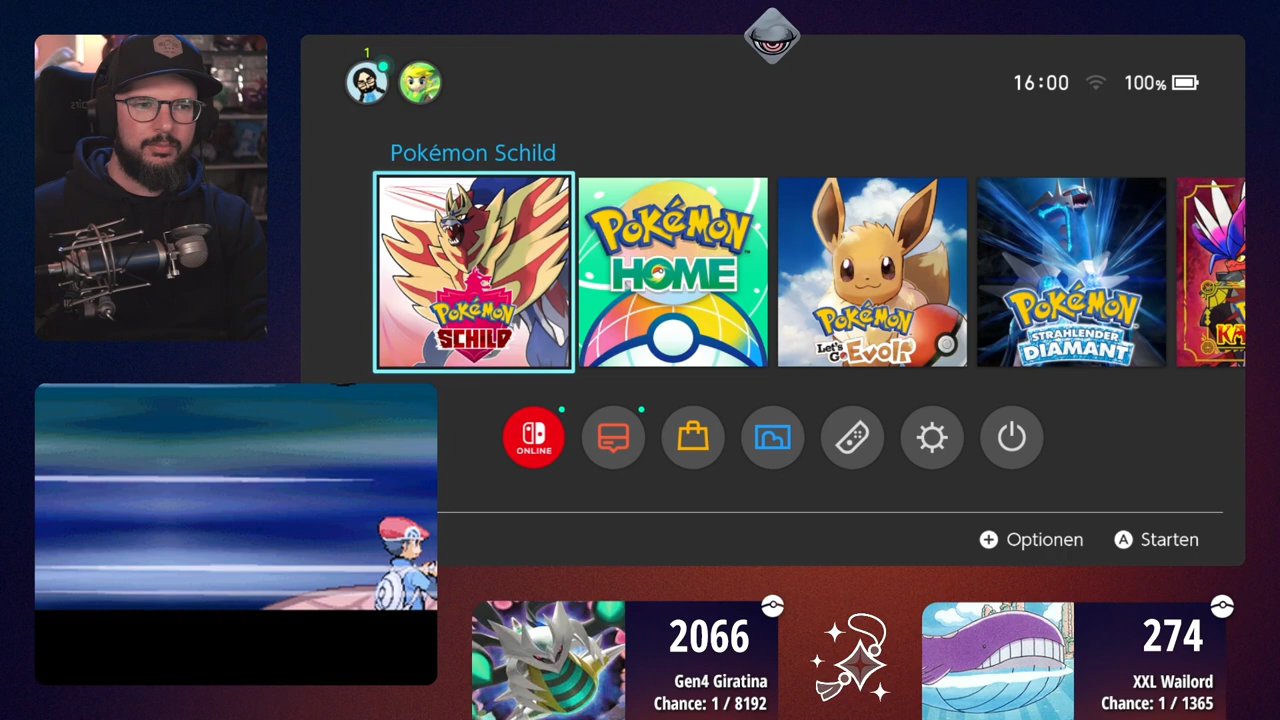 1
16:00
100%
Pokémon Schild
POKÉMON
SCHILD
POKÉMON
HOME
POKÉMON
Let's Go Evoli
POKÉMON
STRAHLENDER
DIAMANT
KA
ONLINE
+ Optionen
A Starten
2066
Gen4 Giratina
Chance: 1 / 8192
274
XXL Wailord
Chance: 1 / 1365